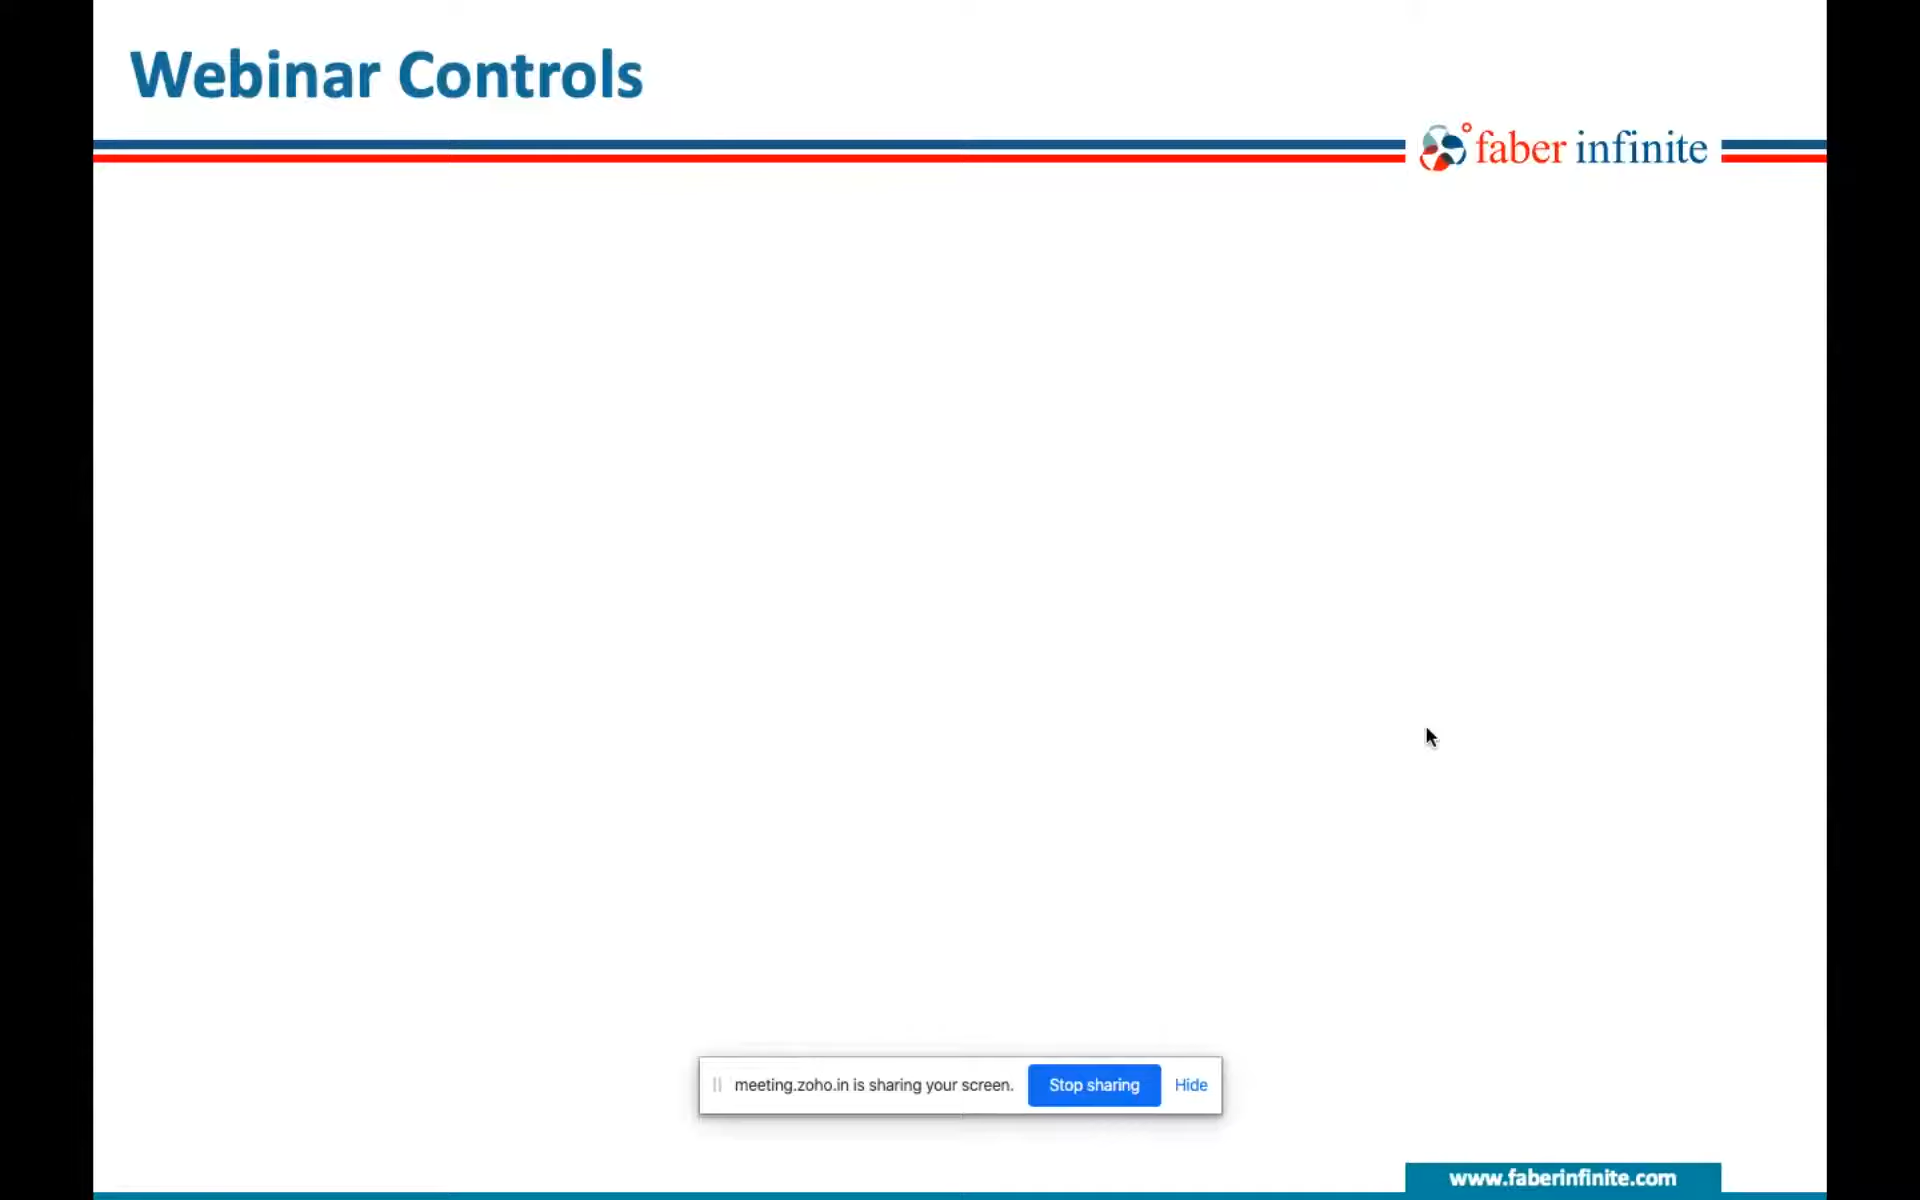 Webinar Controls
faber infinite
meeting.zoho.in is sharing your screen. Stop sharing Hide
www.faberinfinite.com